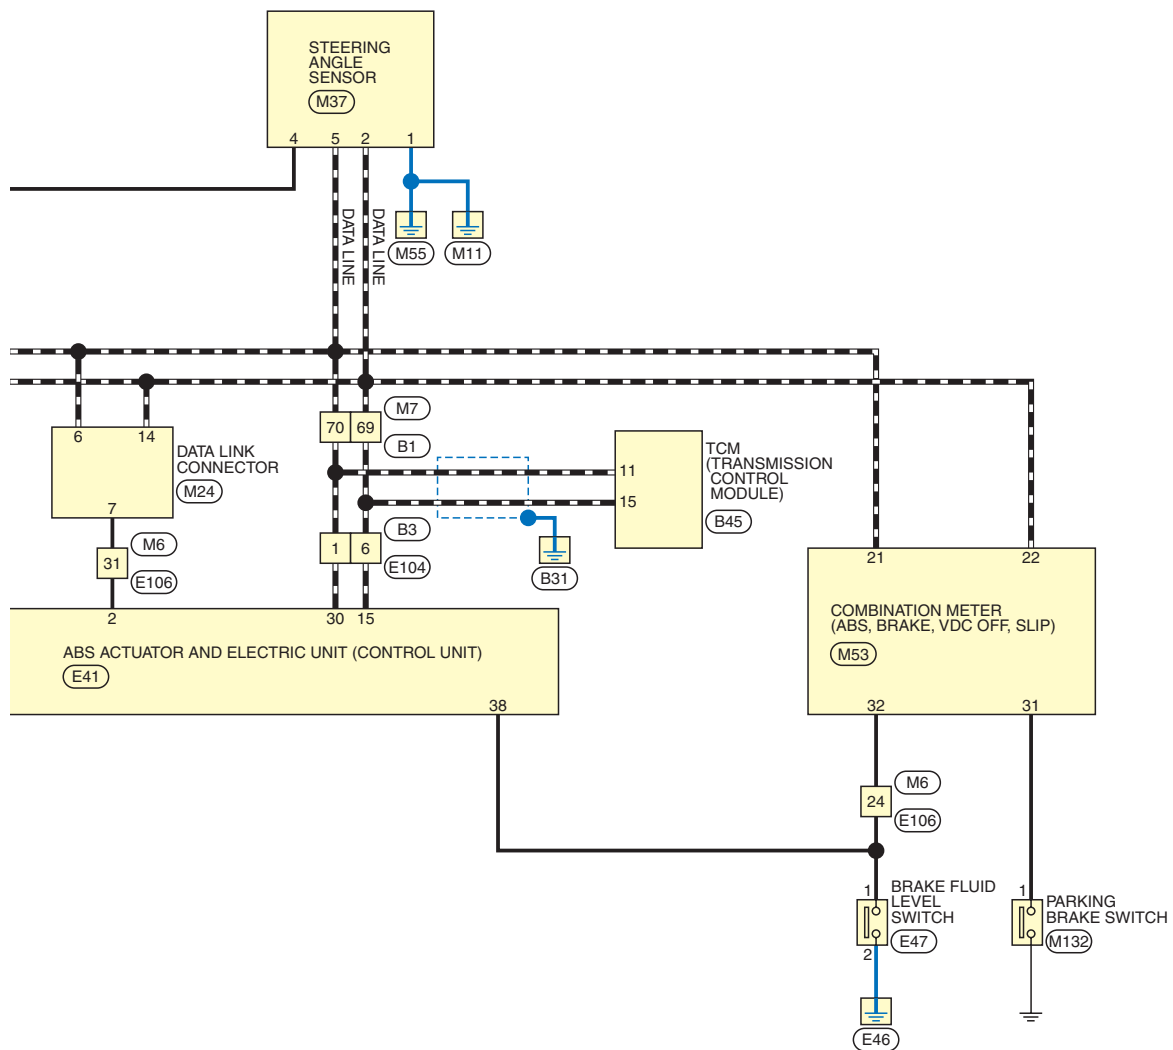 STEERING
ANGLE
SENSOR
M37
4 5 2 1
DATA LINE
DATA LINE
M55 M11
6 14
DATA LINK
CONNECTOR
M24
7
31
M6
E106
70 69
M7
B1
1 6
B3
E104
11
15
TCM
(TRANSMISSION
CONTROL
MODULE)
B45
B31
2 30 15
ABS ACTUATOR AND ELECTRIC UNIT (CONTROL UNIT)
E41
38
21 22
COMBINATION METER
(ABS, BRAKE, VDC OFF, SLIP)
M53
32 31
24
M6
E106
1
BRAKE FLUID
LEVEL
SWITCH
E47
2
E46
1
PARKING
BRAKE SWITCH
M132